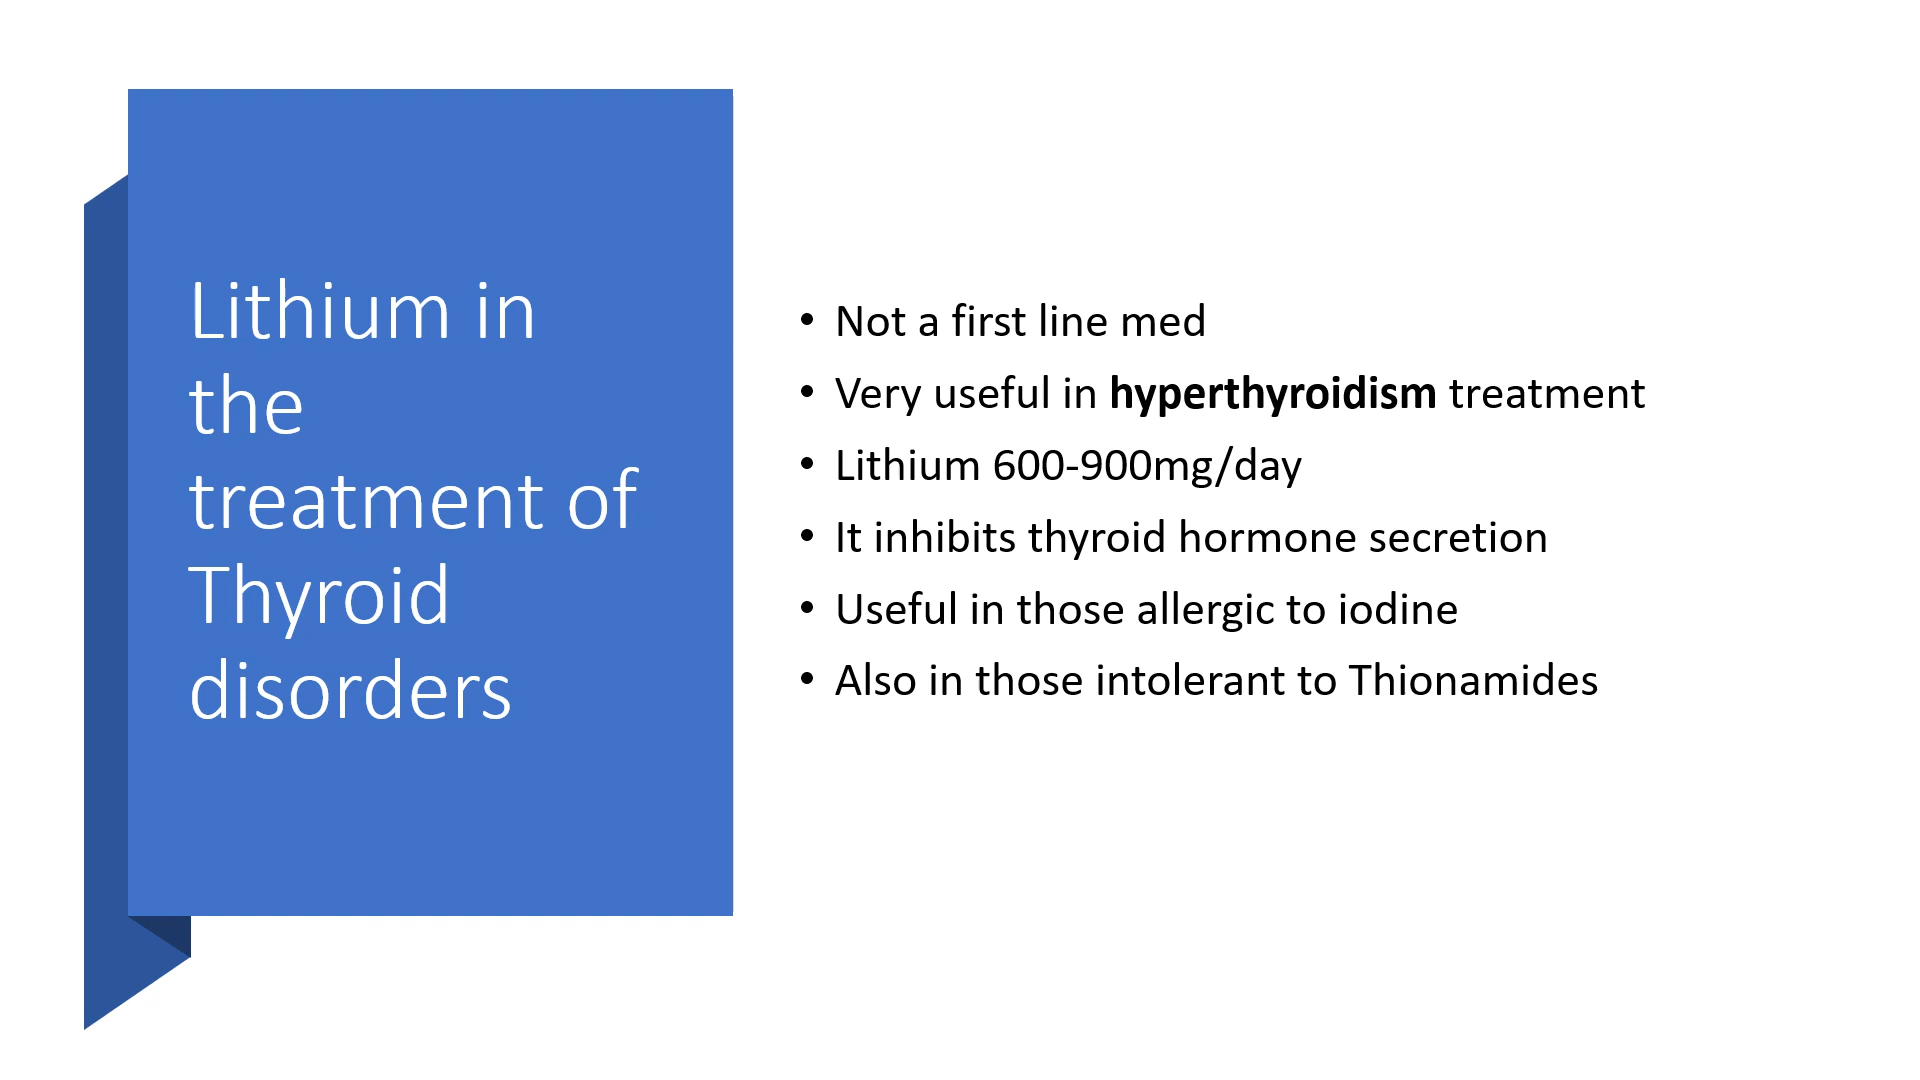 Lithium in
the
treatment of
Thyroid
disorders
• Not a first line med
• Very useful in hyperthyroidism treatment
• Lithium 600-900mg/day
• It inhibits thyroid hormone secretion
• Useful in those allergic to iodine
• Also in those intolerant to Thionamides